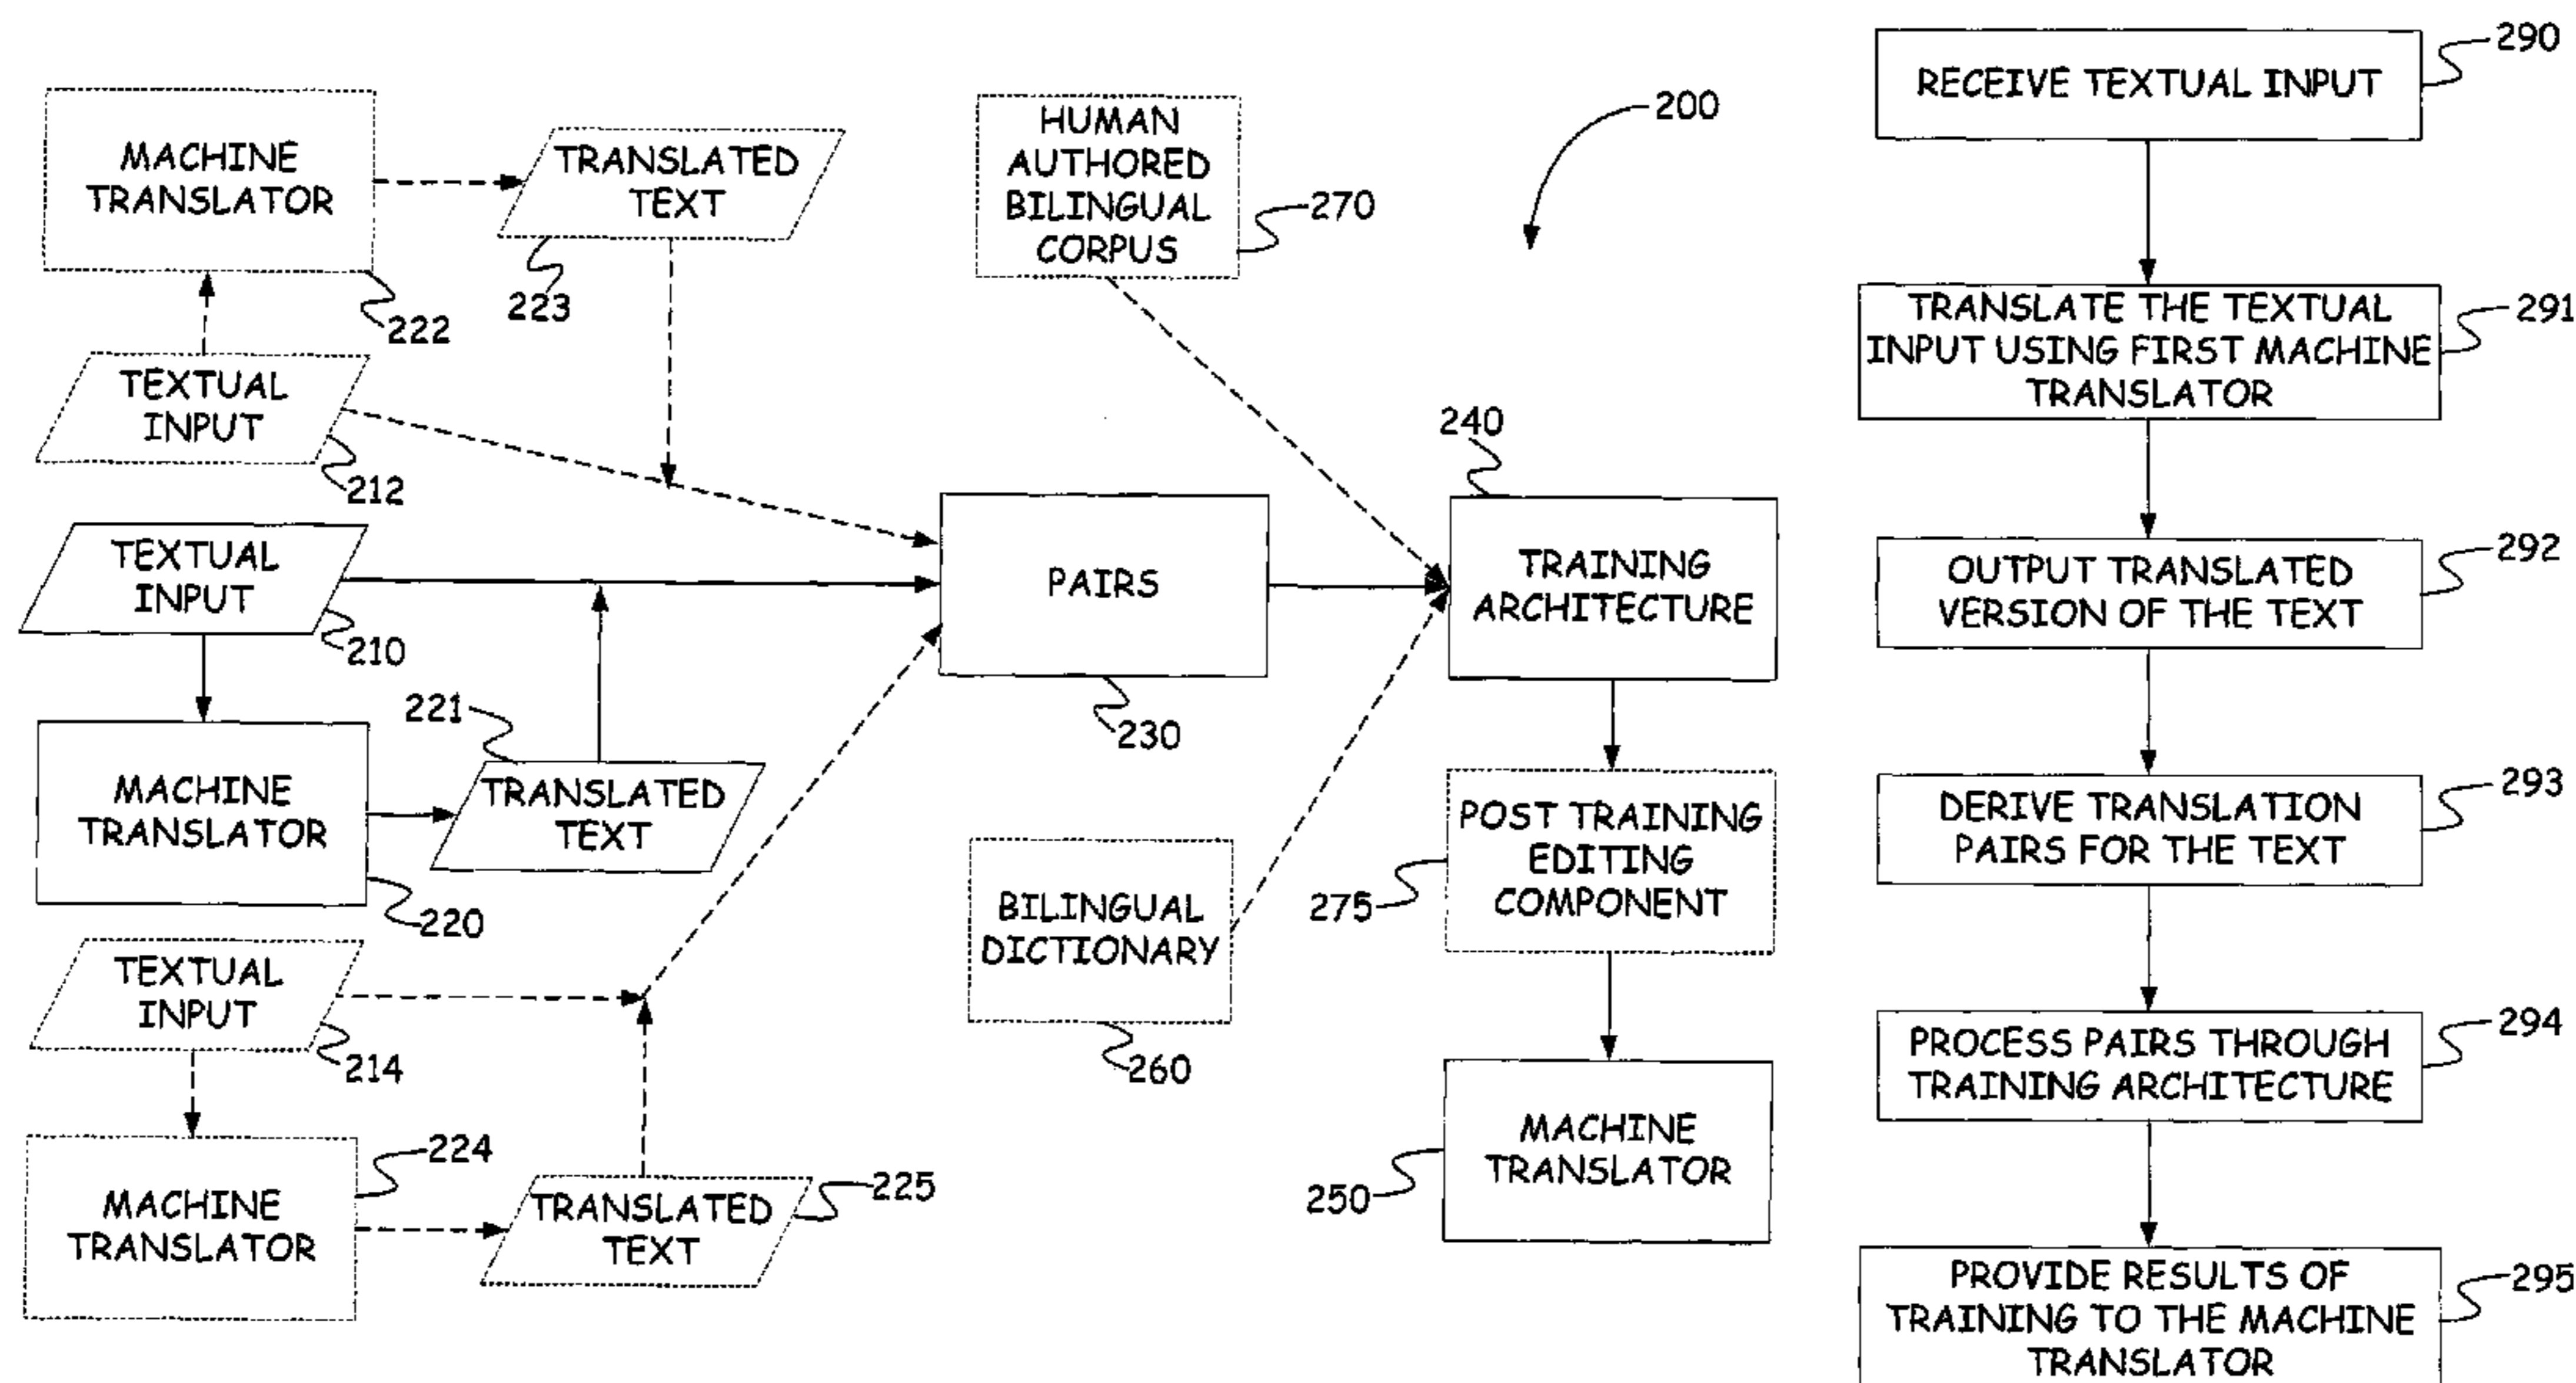 MACHINE
TRANSLATOR
222
TRANSLATED
TEXT
223
TEXTUAL
INPUT
212
TEXTUAL
INPUT
210
MACHINE
TRANSLATOR
220
221
TRANSLATED
TEXT
TEXTUAL
INPUT
214
MACHINE
TRANSLATOR
224
TRANSLATED
TEXT
225
HUMAN
AUTHORED
BILINGUAL
CORPUS
270
PAIRS
230
BILINGUAL
DICTIONARY
260
200
240
TRAINING
ARCHITECTURE
POST TRAINING
EDITING
COMPONENT
275
MACHINE
TRANSLATOR
250
RECEIVE TEXTUAL INPUT
290
TRANSLATE THE TEXTUAL
INPUT USING FIRST MACHINE
TRANSLATOR
291
OUTPUT TRANSLATED
VERSION OF THE TEXT
292
DERIVE TRANSLATION
PAIRS FOR THE TEXT
293
PROCESS PAIRS THROUGH
TRAINING ARCHITECTURE
294
PROVIDE RESULTS OF
TRAINING TO THE MACHINE
TRANSLATOR
295